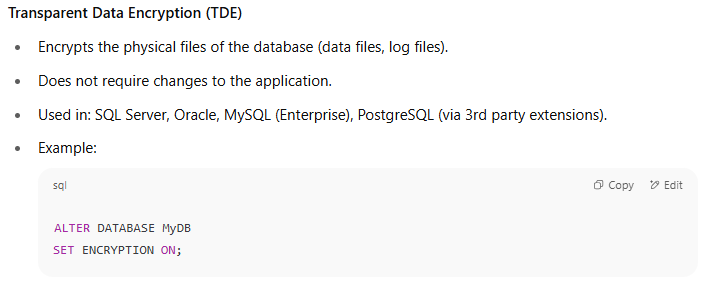 Transparent Data Encryption (TDE)
Encrypts the physical files of the database (data files, log files).
Does not require changes to the application.
Used in: SQL Server, Oracle, MySQL (Enterprise), PostgreSQL (via 3rd party extensions).
Example:
sql Copy Edit
ALTER DATABASE MyDB
SET ENCRYPTION ON;